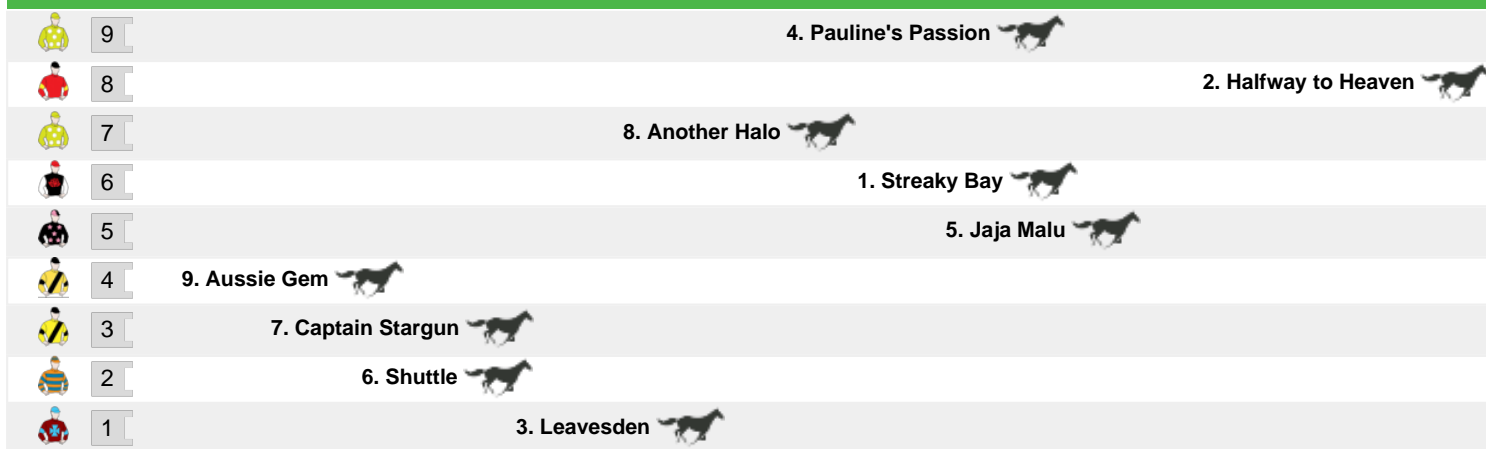 9 4. Pauline's Passion
8 2. Halfway to Heaven
7 8. Another Halo
6 1. Streaky Bay
5 5. Jaja Malu
4 9. Aussie Gem
3 7. Captain Stargun
2 6. Shuttle
1 3. Leavesden